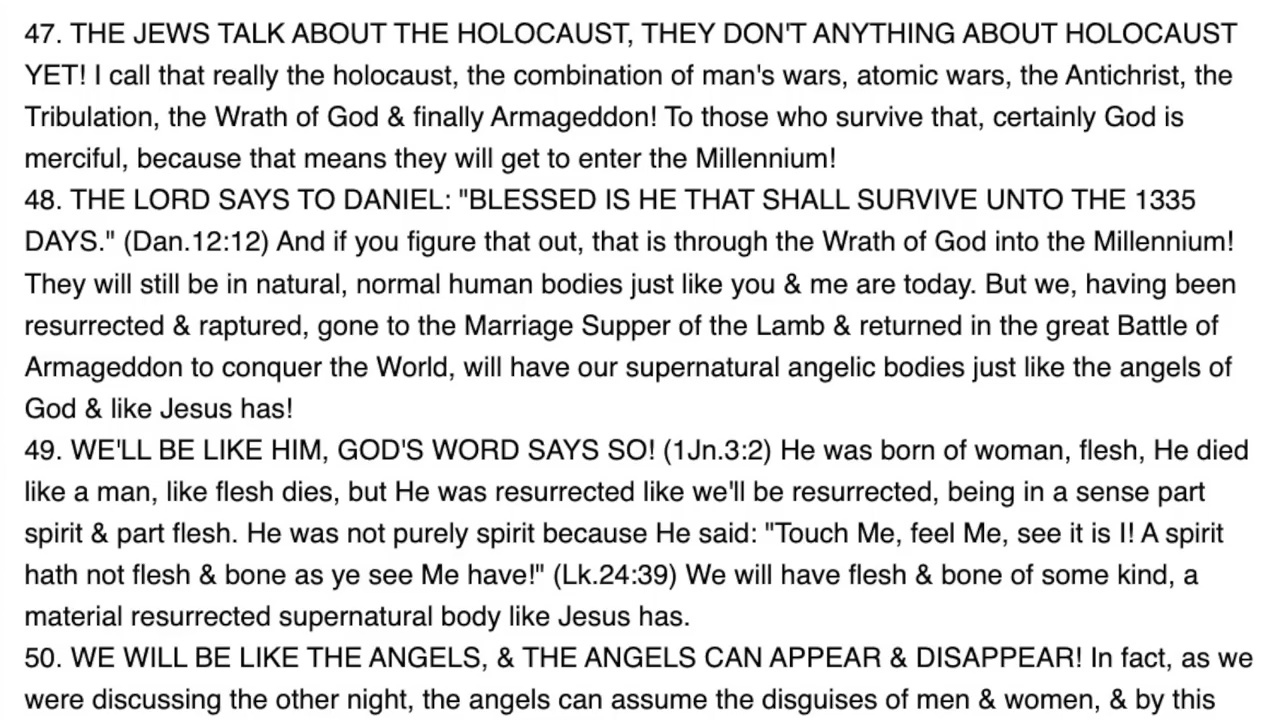 47. THE JEWS TALK ABOUT THE HOLOCAUST, THEY DON'T ANYTHING ABOUT HOLOCAUST
YET! I call that really the holocaust, the combination of man's wars, atomic wars, the Antichrist, the
Tribulation, the Wrath of God & finally Armageddon! To those who survive that, certainly God is
merciful, because that means they will get to enter the Millennium!
48. THE LORD SAYS TO DANIEL: "BLESSED IS HE THAT SHALL SURVIVE UNTO THE 1335
DAYS." (Dan.12:12) And if you figure that out, that is through the Wrath of God into the Millennium!
They will still be in natural, normal human bodies just like you & me are today. But we, having been
resurrected & raptured, gone to the Marriage Supper of the Lamb & returned in the great Battle of
Armageddon to conquer the World, will have our supernatural angelic bodies just like the angels of
God & like Jesus has!
49. WE'LL BE LIKE HIM, GOD'S WORD SAYS SO! (1Jn.3:2) He was born of woman, flesh, He died
like a man, like flesh dies, but He was resurrected like we'll be resurrected, being in a sense part
spirit & part flesh. He was not purely spirit because He said: "Touch Me, feel Me, see it is I! A spirit
hath not flesh & bone as ye see Me have!" (Lk.24:39) We will have flesh & bone of some kind, a
material resurrected supernatural body like Jesus has.
50. WE WILL BE LIKE THE ANGELS, & THE ANGELS CAN APPEAR & DISAPPEAR! In fact, as we
were discussing the other night, the angels can assume the disguises of men & women, & by this